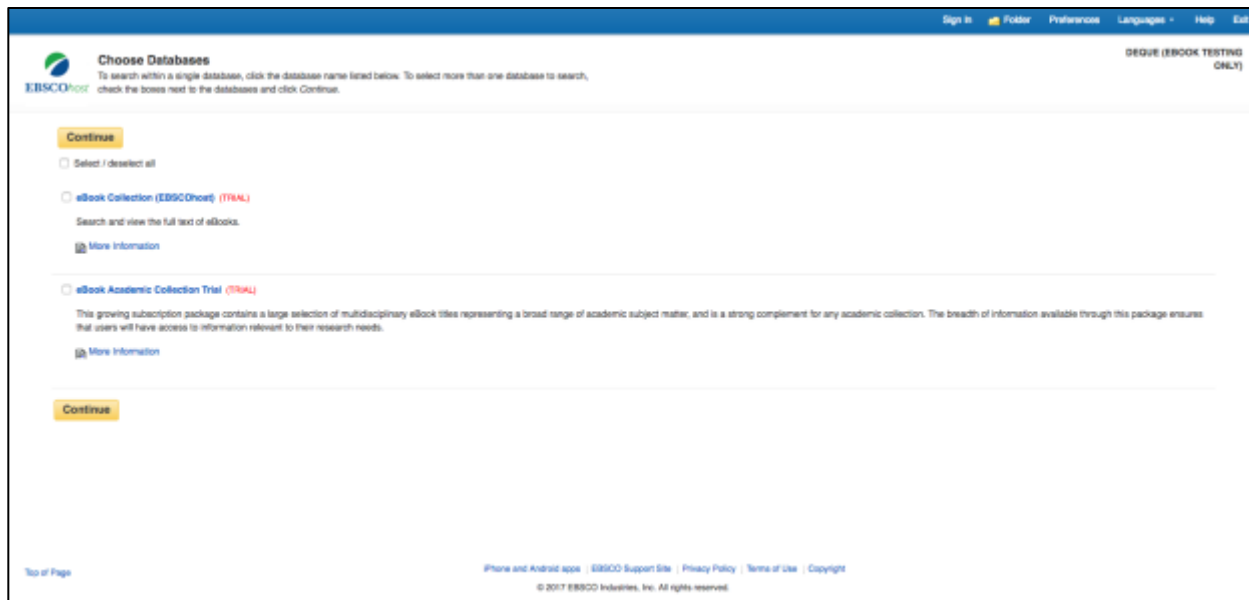 Sign In Folder Preferences Languages Help Exit
DEQUE (EBOOK TESTING
ONLY)
EBSCOhost
Choose Databases
To search within a single database, click the database name listed below. To select more than one database to search,
check the boxes next to the databases and click Continue.
Continue
Select / deselect all
eBook Collection (EBSCOhost) (TRIAL)
Search and view the full text of eBooks.
More Information
eBook Academic Collection Trial (TRIAL)
This growing subscription package contains a large selection of multidisciplinary eBook titles representing a broad range of academic subject matter, and is a strong complement for any academic collection. The breadth of information available through this package ensures
that users will have access to information relevant to their research needs.
More Information
Continue
Top of Page
iPhone and Android apps | EBSCO Support Site | Privacy Policy | Terms of Use | Copyright
© 2017 EBSCO Industries, Inc. All rights reserved.